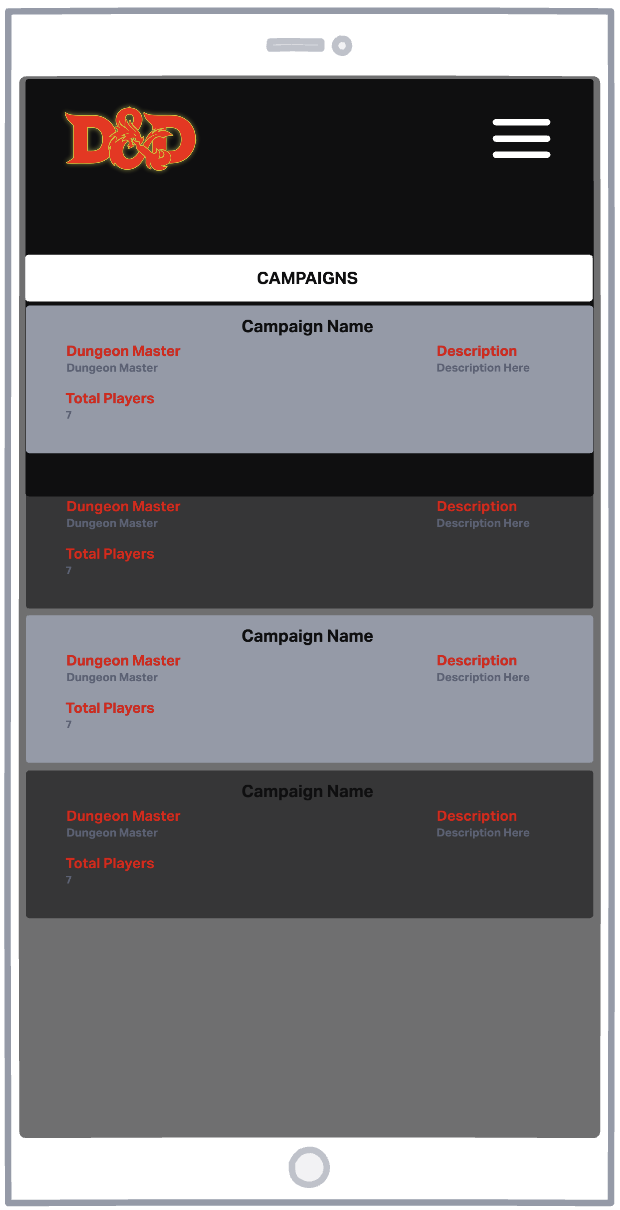 D&D
CAMPAIGNS
Campaign Name
Dungeon Master
Description
Dungeon Master
Description Here
Total Players
7
Dungeon Master
Description
Dungeon Master
Description Here
Total Players
7
Campaign Name
Dungeon Master
Description
Dungeon Master
Description Here
Total Players
7
Campaign Name
Dungeon Master
Description
Dungeon Master
Description Here
Total Players
7